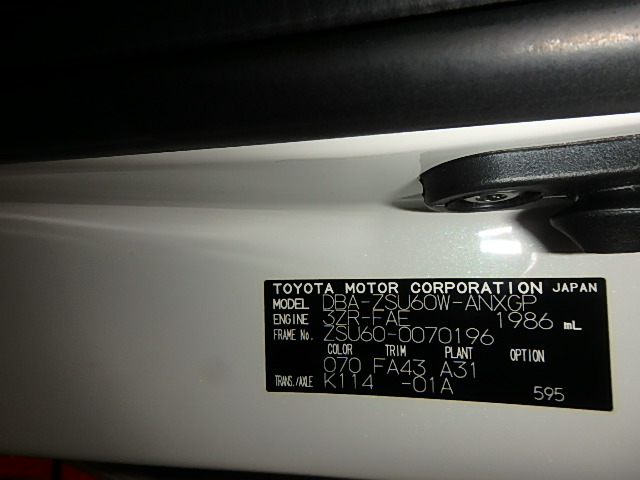 TOYOTA MOTOR CORPORATION JAPAN
MODEL DBA-ZSU60W-ANXGP
ENGINE 3ZR-FAE 1986 mL
FRAME No. ZSU60-0070196
COLOR TRIM PLANT OPTION
070 FA43 A31
TRANS./AXLE K114 -01A
595